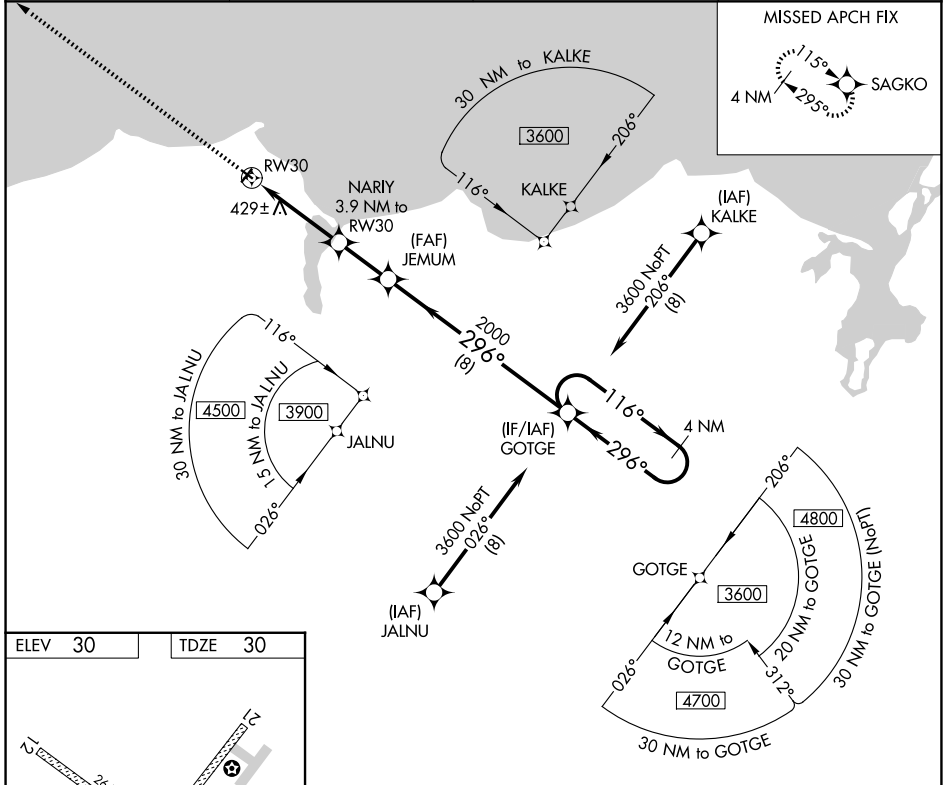 MISSED APCH FIX
115°
SAGKO
4 NM
295°
30 NM to KALKE
3600
206°
116°
KALKE
RW30
429±
NARIY
3.9 NM to
RW30
(FAF)
JEMUM
(IAF)
KALKE
3600 NoPT
206°
(8)
2000
296°
(8)
116°
30 NM to JALNU
4500
15 NM to JALNU
3900
JALNU
026°
116°
4 NM
296°
(IF/IAF)
GOTGE
3600 NoPT
026°
(8)
(IAF)
JALNU
206°
4800
GOTGE
3600
20 NM to GOTGE
30 NM to GOTGE (NoPT)
12 NM to
GOTGE
026°
312°
4700
30 NM to GOTGE
ELEV 30
TDZE 30
12
21